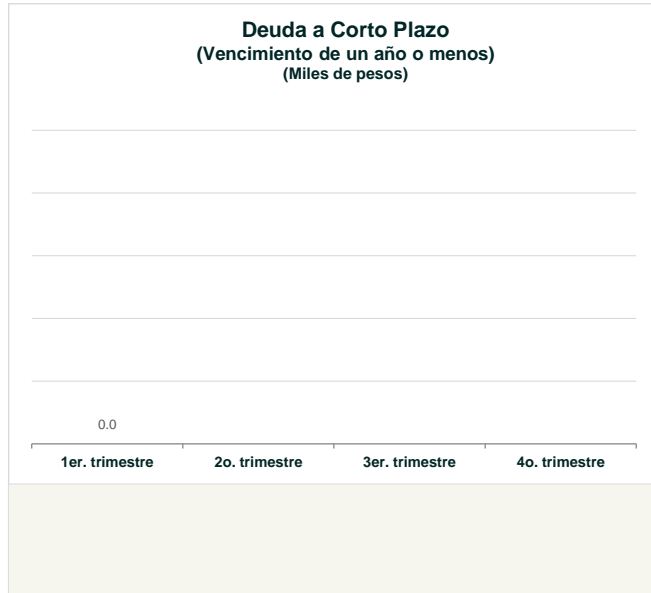 Deuda a Corto Plazo
(Vencimiento de un año o menos)
(Miles de pesos)
0.0
1er. trimestre 2o. trimestre 3er. trimestre 4o. trimestre